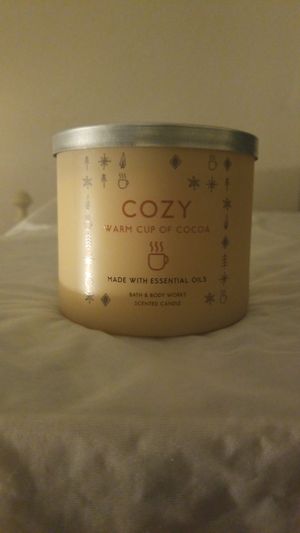 COZY
WARM CUP OF COCOA
MADE WITH ESSENTIAL OILS
BATH & BODY WORKS
SCENTED CANDLE